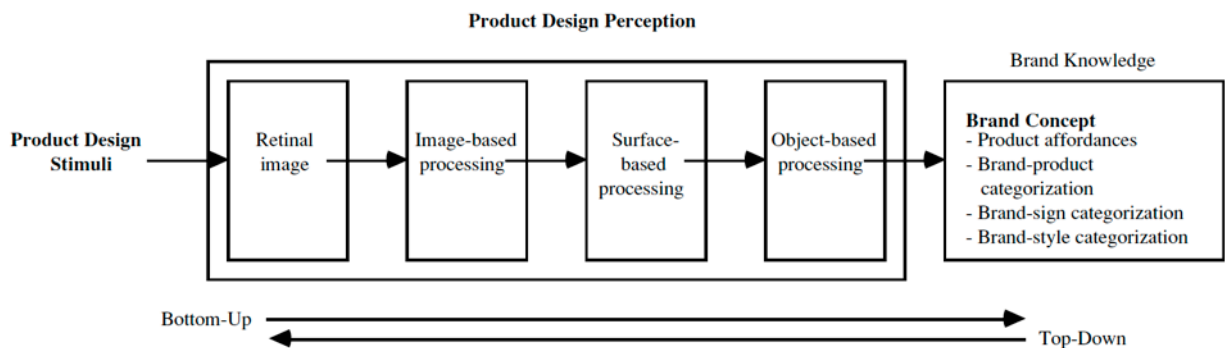 Product Design Perception
Brand Knowledge
Product Design
Stimuli
Retinal
image
Image-based
processing
Surface-
based
processing
Object-based
processing
Brand Concept
- Product affordances
- Brand-product
categorization
- Brand-sign categorization
- Brand-style categorization
Bottom-Up
Top-Down